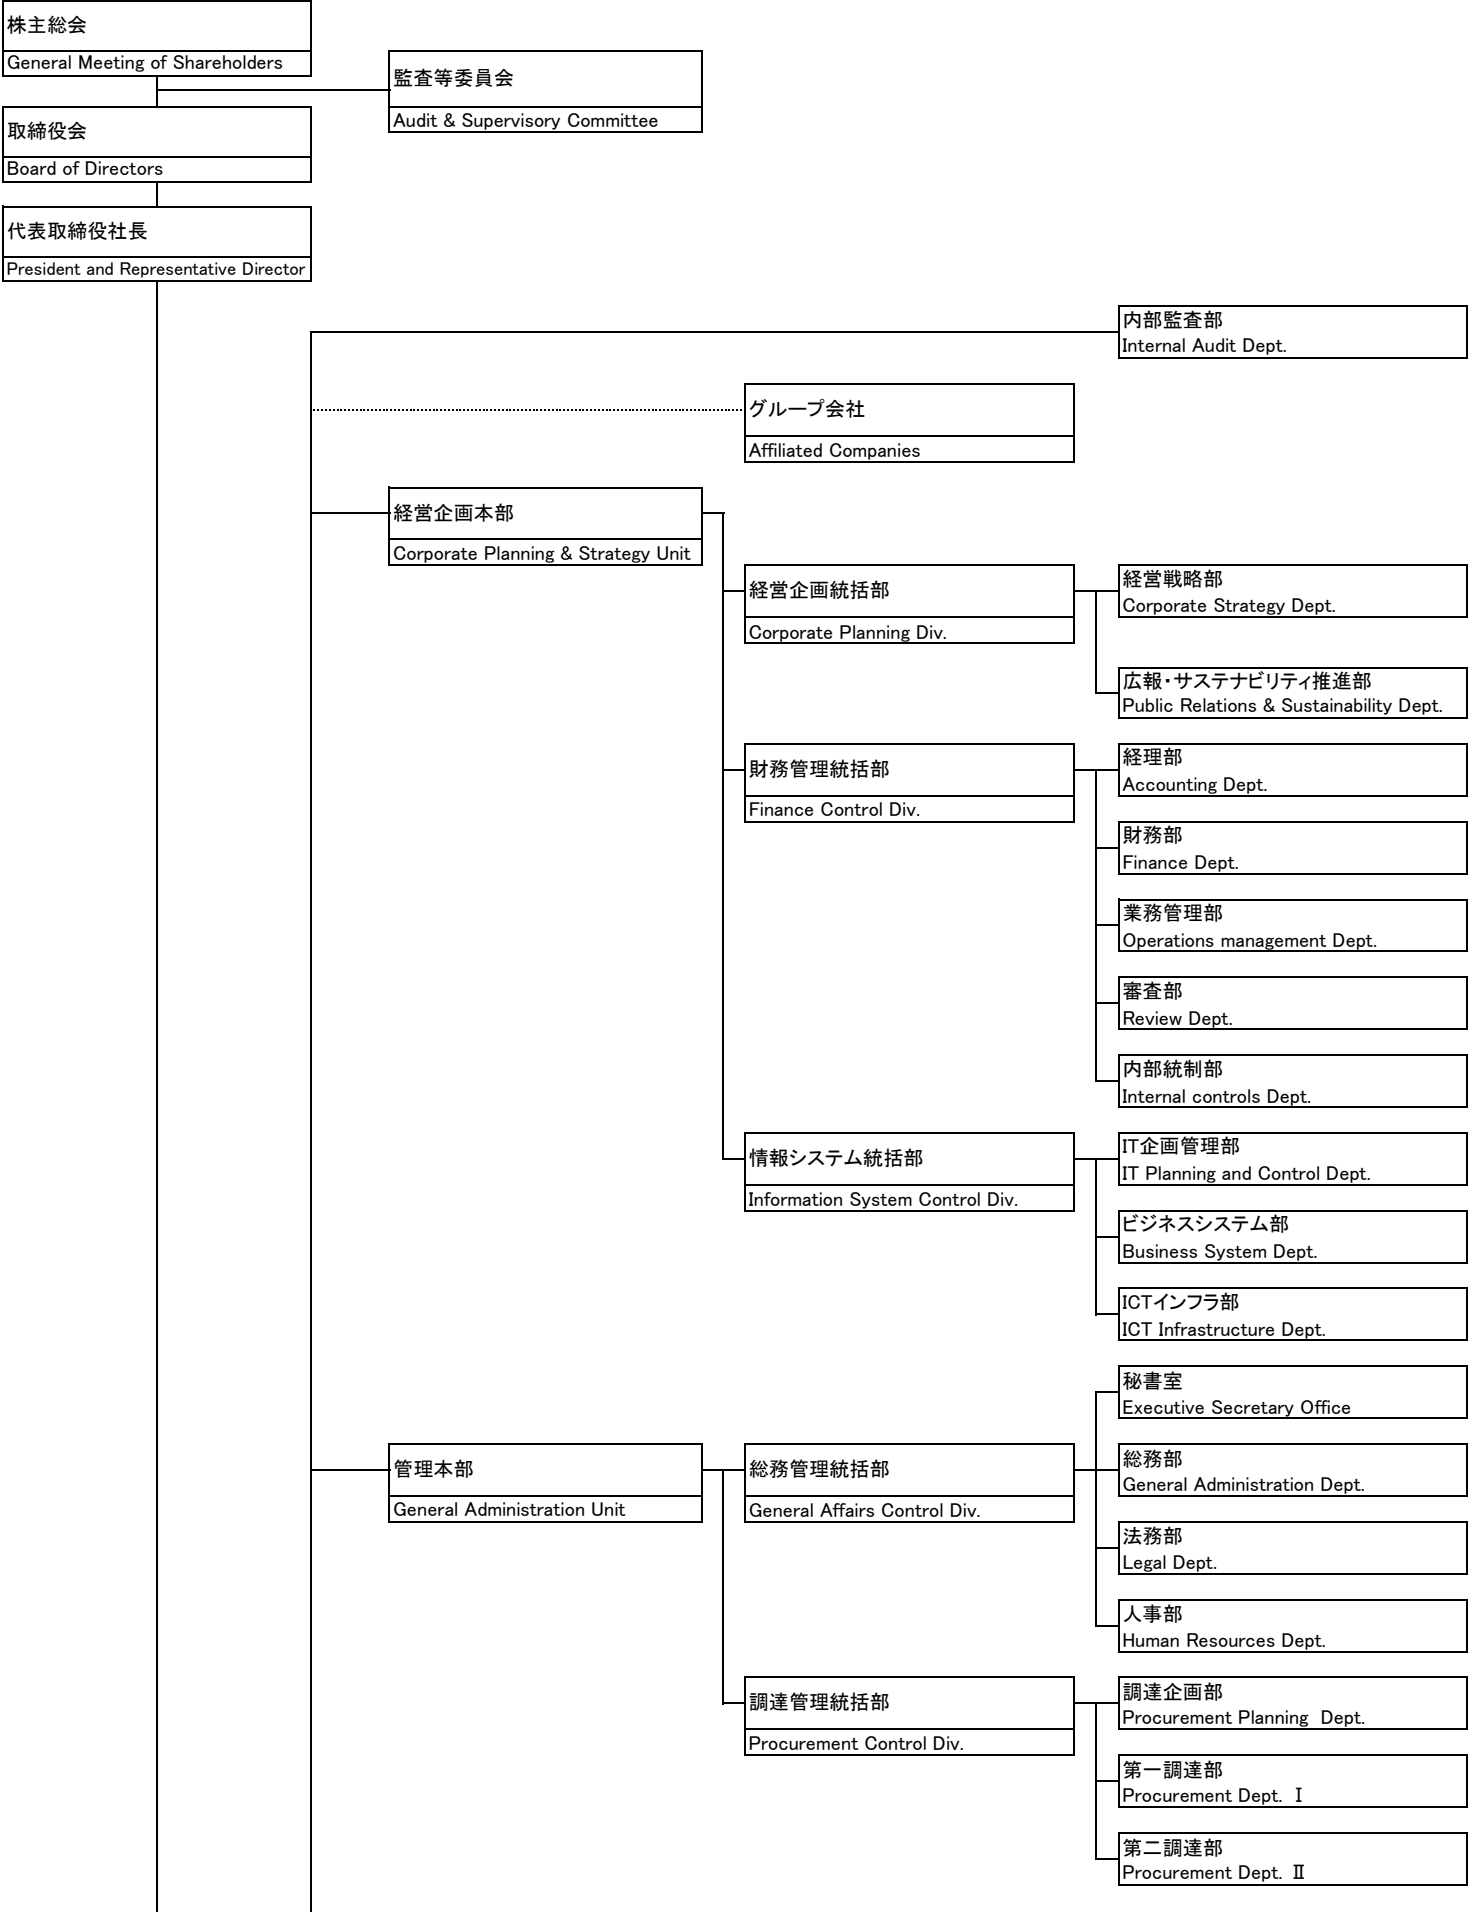 株主総会
General Meeting of Shareholders
監査等委員会
Audit & Supervisory Committee
取締役会
Board of Directors
代表取締役社長
President and Representative Director
内部監査部
Internal Audit Dept.
グループ会社
Affiliated Companies
経営企画本部
Corporate Planning & Strategy Unit
経営企画統括部
Corporate Planning Div.
経営戦略部
Corporate Strategy Dept.
広報・サステナビリティ推進部
Public Relations & Sustainability Dept.
財務管理統括部
Finance Control Div.
経理部
Accounting Dept.
財務部
Finance Dept.
業務管理部
Operations management Dept.
審査部
Review Dept.
内部統制部
Internal controls Dept.
情報システム統括部
Information System Control Div.
IT企画管理部
IT Planning and Control Dept.
ビジネスシステム部
Business System Dept.
ICTインフラ部
ICT Infrastructure Dept.
秘書室
Executive Secretary Office
管理本部
General Administration Unit
総務管理統括部
General Affairs Control Div.
総務部
General Administration Dept.
法務部
Legal Dept.
人事部
Human Resources Dept.
調達管理統括部
Procurement Control Div.
調達企画部
Procurement Planning  Dept.
第一調達部
Procurement Dept. Ⅰ
第二調達部
Procurement Dept. Ⅱ